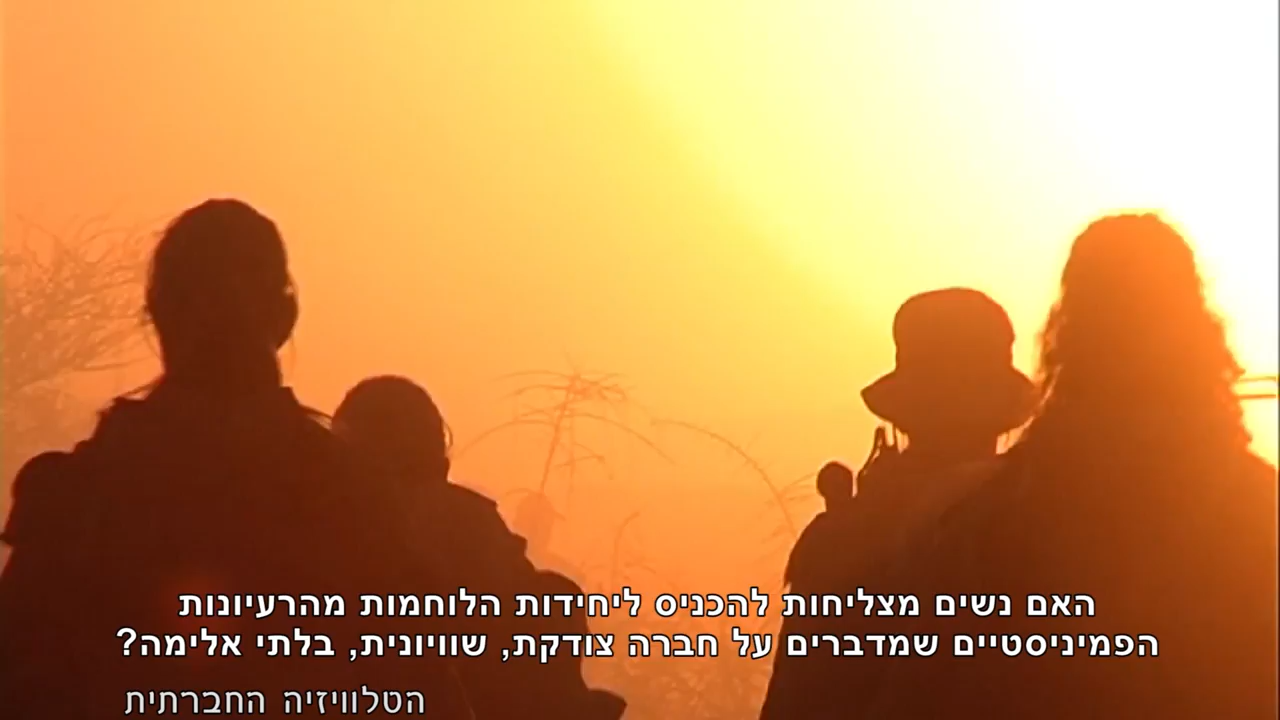 האם נשים מצליחות להכניס ליחידות הלוחמות מהרעיונות
הפמיניסטיים שמדברים על חברה צודקת, שוויונית, בלתי אלימה?
הטלוויזיה החברתית